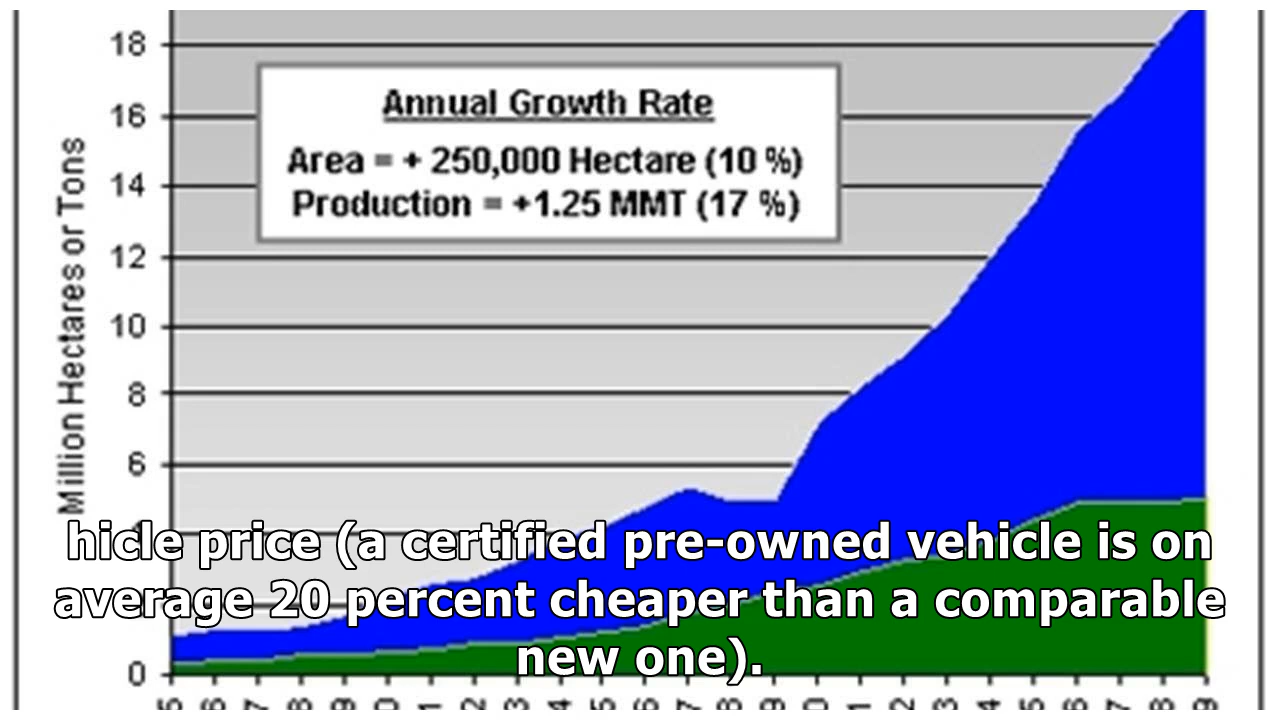 18
Annual Growth Rate
16
Area = + 250,000 Hectare (10 %)
14
Production = +1.25 MMT (17 %)
12
10
8
6
0
Million Hectares or Tons
hicle price (a certified pre-owned vehicle is on
average 20 percent cheaper than a comparable
new one).